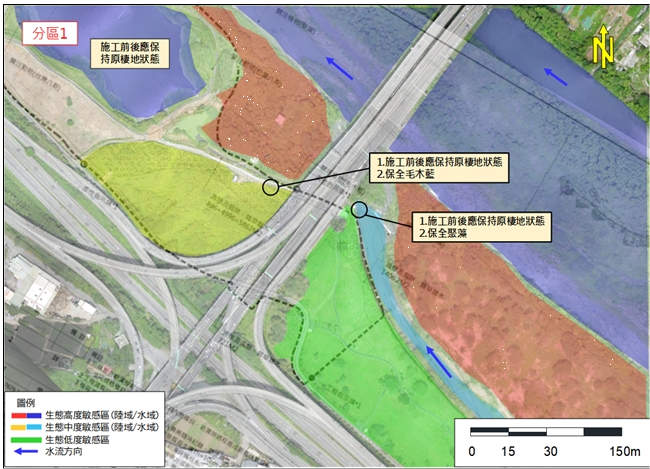 分區1
施工前後應保
持原棲地狀態
N
1.施工前後應保持原棲地狀態
2.保全毛木藍
1.施工前後應保持原棲地狀態
2.保全聚藻
圖例
生態高度敏感區(陸域/水域)
生態中度敏感區(陸域/水域)
生態低度敏感區
水流方向
0 15 30 150m